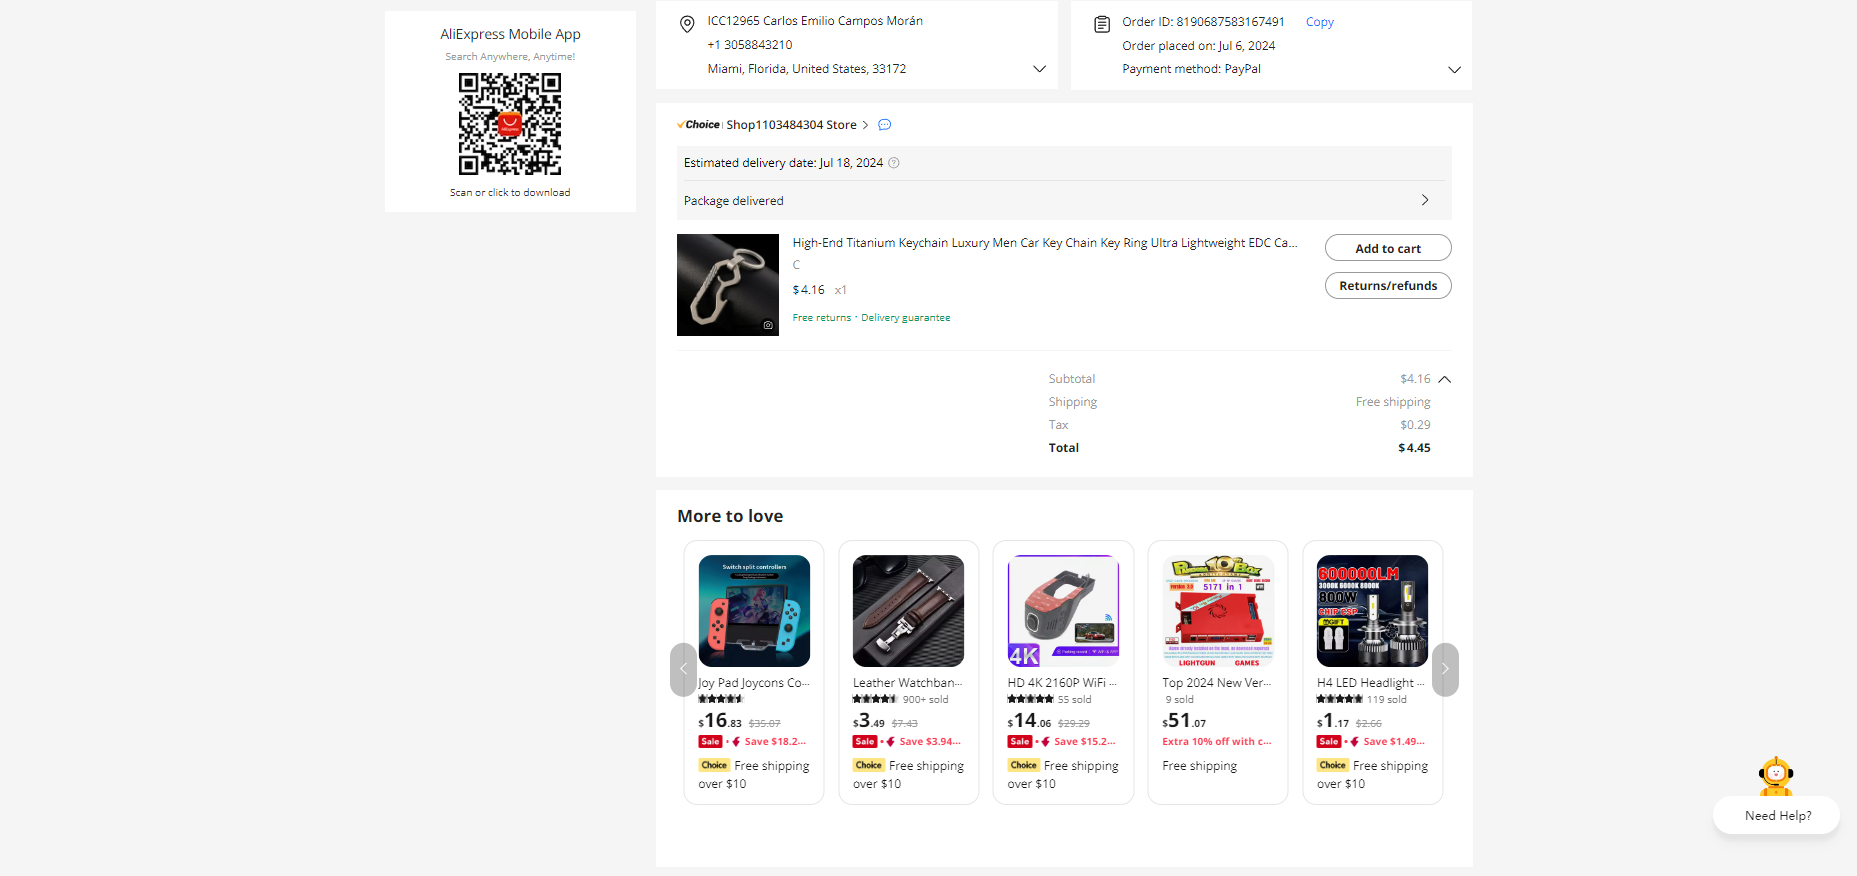 AliExpress Mobile App
Search Anywhere, Anytime!
Scan or click to download
ICC12965 Carlos Emilio Campos Morán
+1 3058843210
Miami, Florida, United States, 33172
Order ID: 8190687583167491 Copy
Order placed on: Jul 6, 2024
Payment method: PayPal
Choice Shop1103484304 Store
Estimated delivery date: Jul 18, 2024
Package delivered
High-End Titanium Keychain Luxury Men Car Key Chain Key Ring Ultra Lightweight EDC Ca...
C
$4.16 x1
Free returns · Delivery guarantee
Add to cart
Returns/refunds
Subtotal $4.16
Shipping Free shipping
Tax $0.29
Total $4.45
More to love
Switch split controllers
Joy Pad Joycons Co...
$16.83 $35.07
Sale Save $18.2...
Choice Free shipping
over $10
Leather Watchban...
900+ sold
$3.49 $7.43
Sale Save $3.94...
Choice Free shipping
over $10
4K
HD 4K 2160P WiFi ...
55 sold
$14.06 $29.29
Sale Save $15.2...
Choice Free shipping
over $10
5171 in 1
LIGHTGUN GAMES
Top 2024 New Ver...
9 sold
$51.07
Extra 10% off with c...
Free shipping
600000LM
3000K 6000K 8000K
800W
CHIP CSP
GIFT
H4 LED Headlight ...
119 sold
$1.17 $2.66
Sale Save $1.49...
Choice Free shipping
over $10
Need Help?